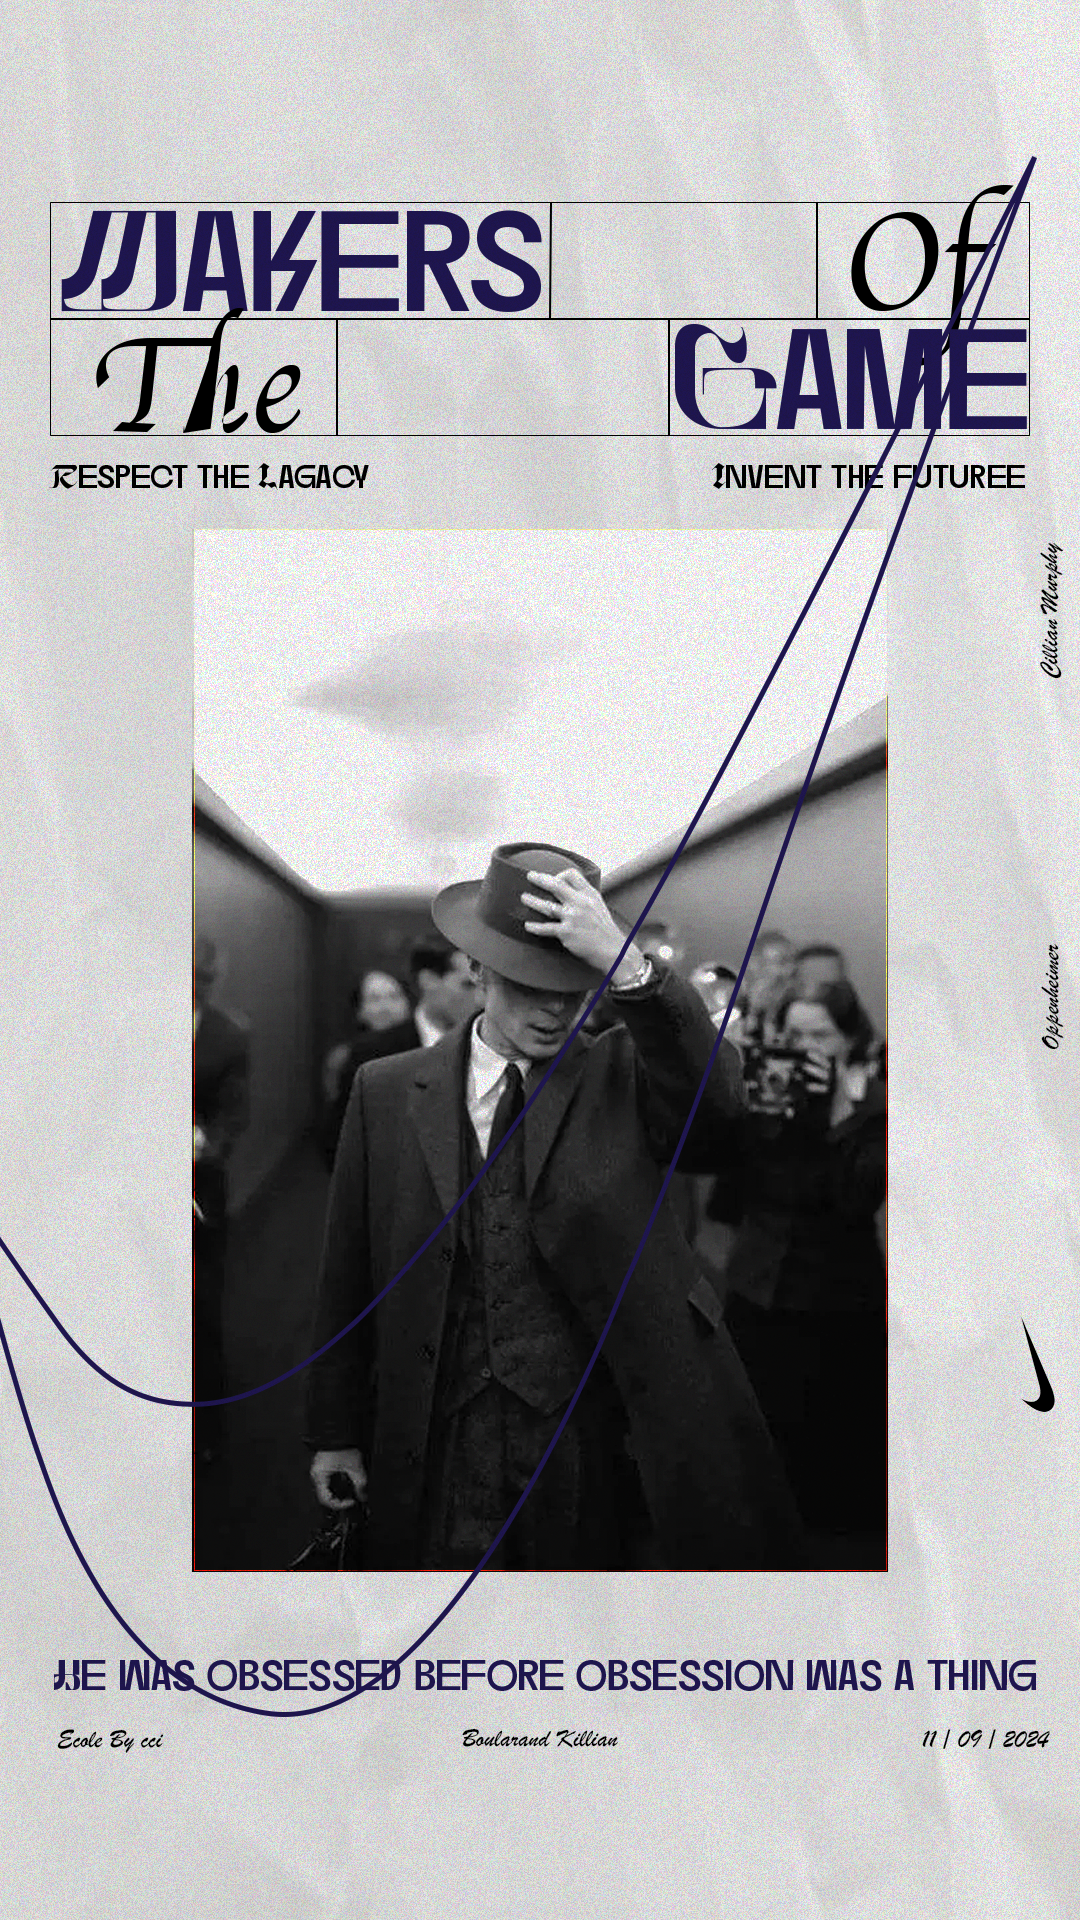 MAKERS Of
The GAME
RESPECT THE LAGACY
INVENT THE FUTUREE
Cillian Murphy
Oppenheimer
HE WAS OBSESSED BEFORE OBSESSION WAS A THING
Ecole By cci
Boularand Killian
11 | 09 | 2024